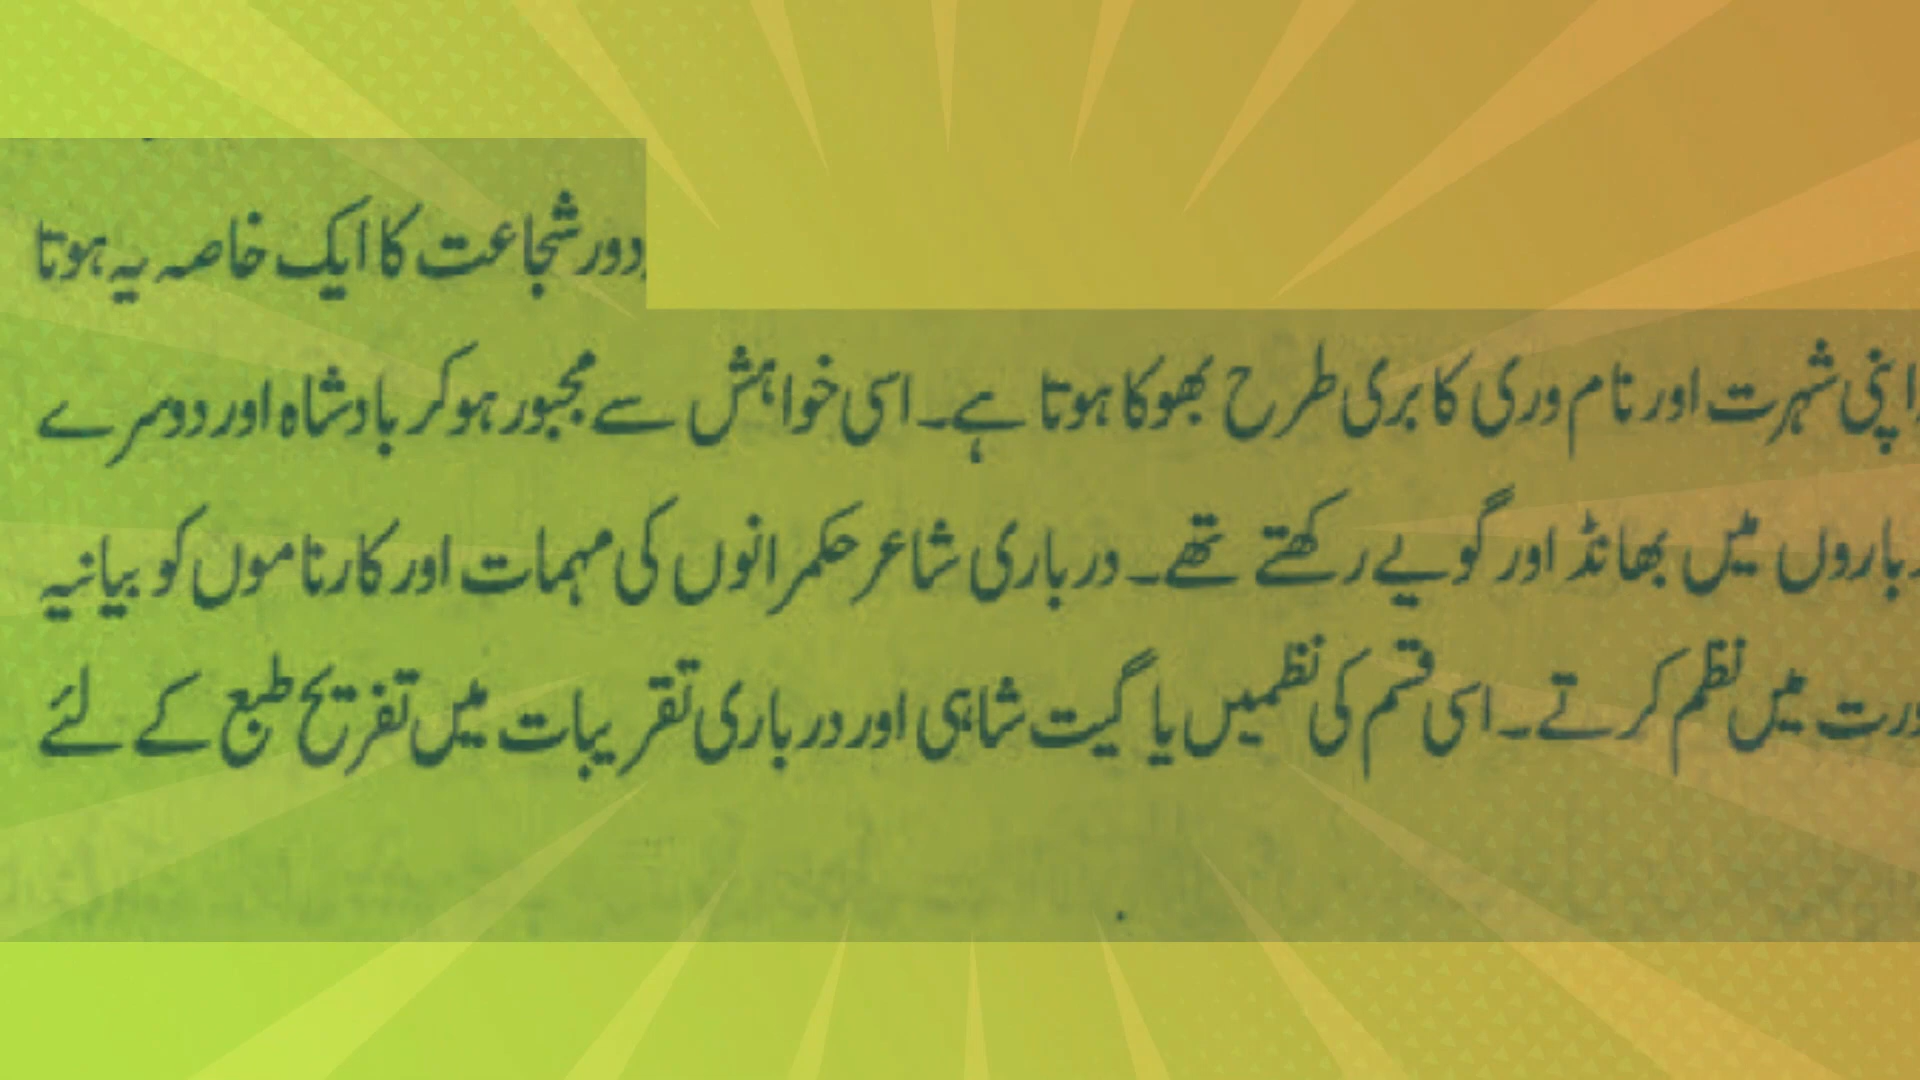 دور شجاعت کا ایک خاصہ یہ ہوتا
اپنی شہرت اور نام وری کا بری طرح بھوکا ہوتا ہے۔ اسی خواہش سے مجبور ہو کر بادشاہ اور دوسرے
میں بھانڈ اور گویے رکھتے تھے۔ درباری شاعر حکمرانوں کی مہمات اور کارناموں کو بیانیہ
میں نظم کرتے۔ اسی قسم کی نظمیں یا گیت شاہی اور درباری تقریبات میں تفریح طبع کے لئے